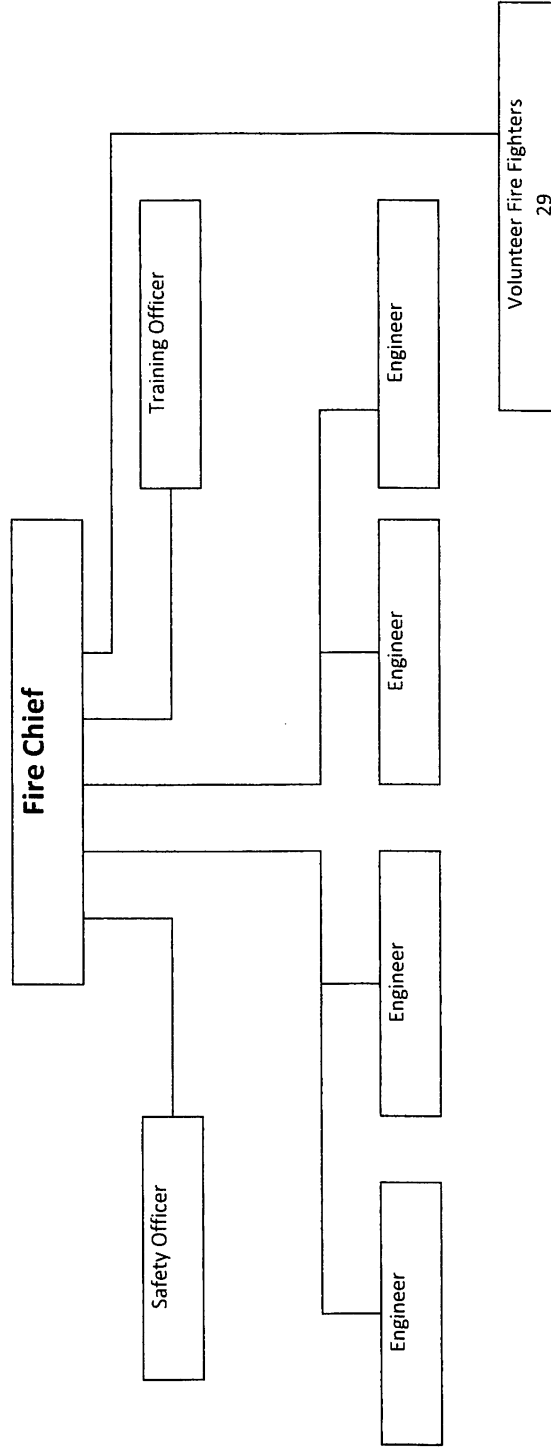 Fire Chief
Safety Officer
Training Officer
Engineer
Engineer
Engineer
Engineer
Volunteer Fire Fighters
29